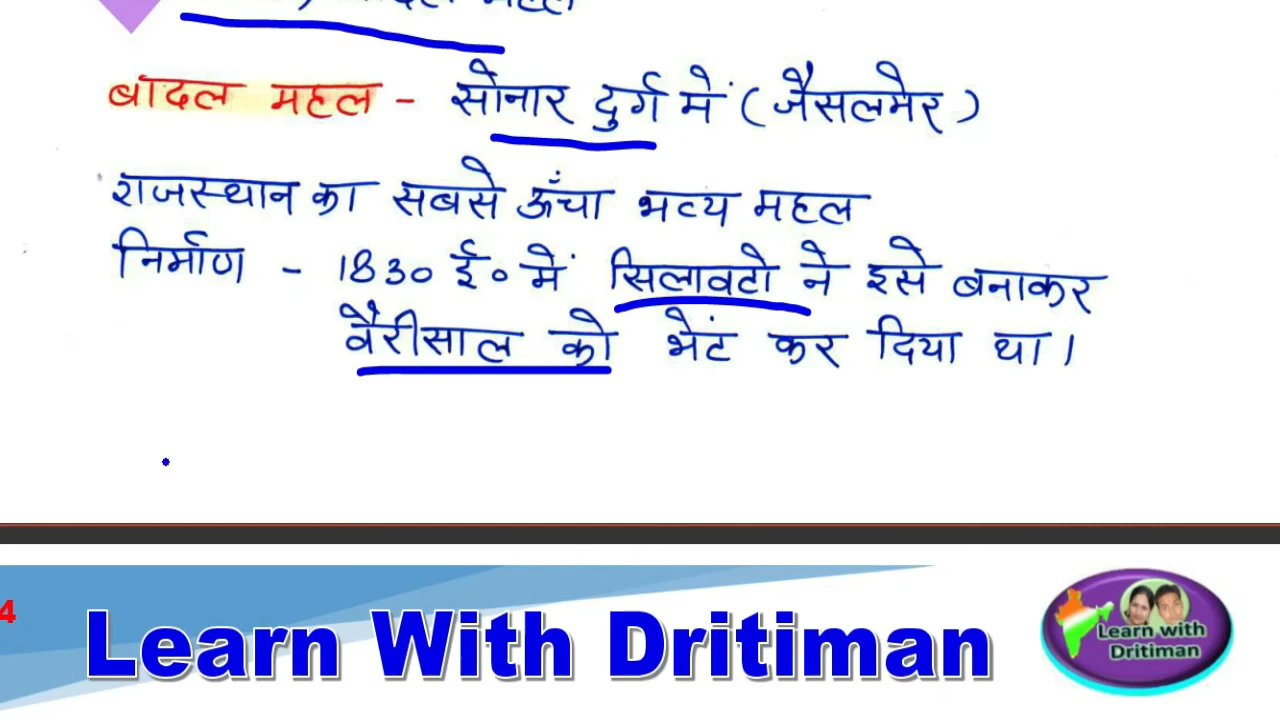 बादल महल - सोनार दुर्ग में (जैसलमेर)
राजस्थान का सबसे ऊँचा भव्य महल
निर्माण - 1830 ई० में सिलावटो ने इसे बनाकर
वैरीसाल को भेंट कर दिया था।
4
Learn With Dritiman
Learn with
Dritiman